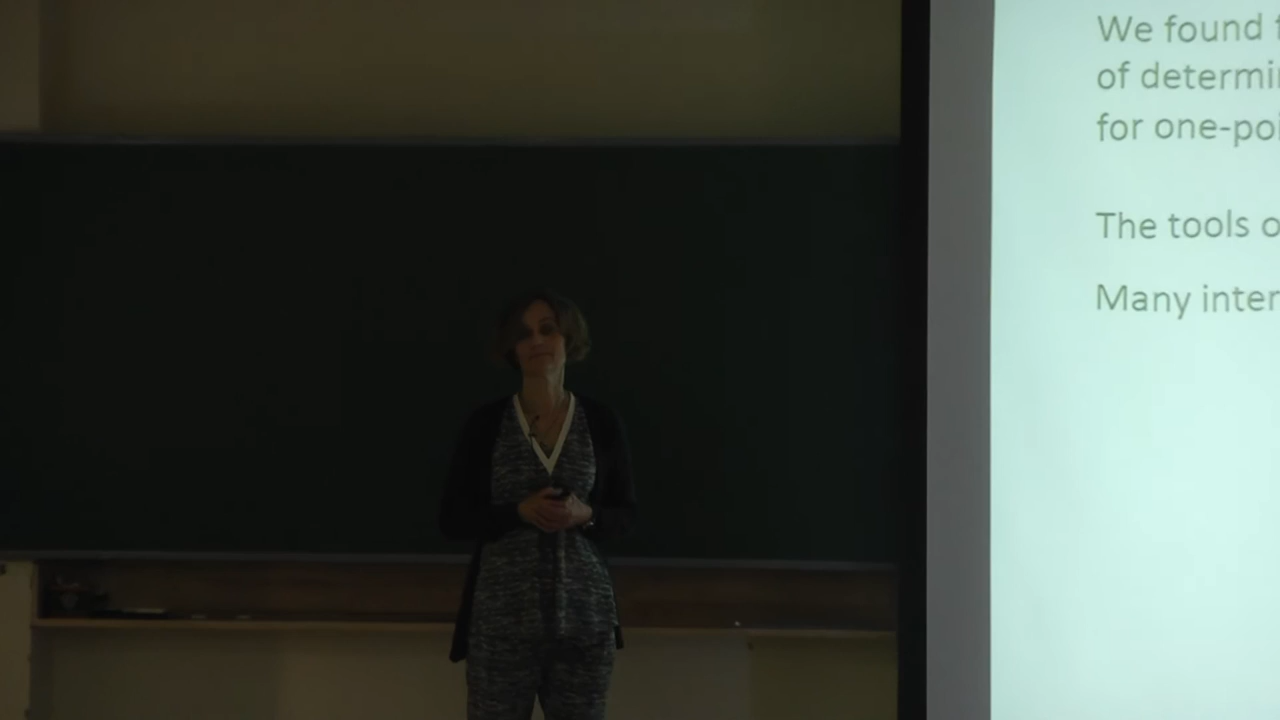 We found
of determi
for one-poi
The tools o
Many inter